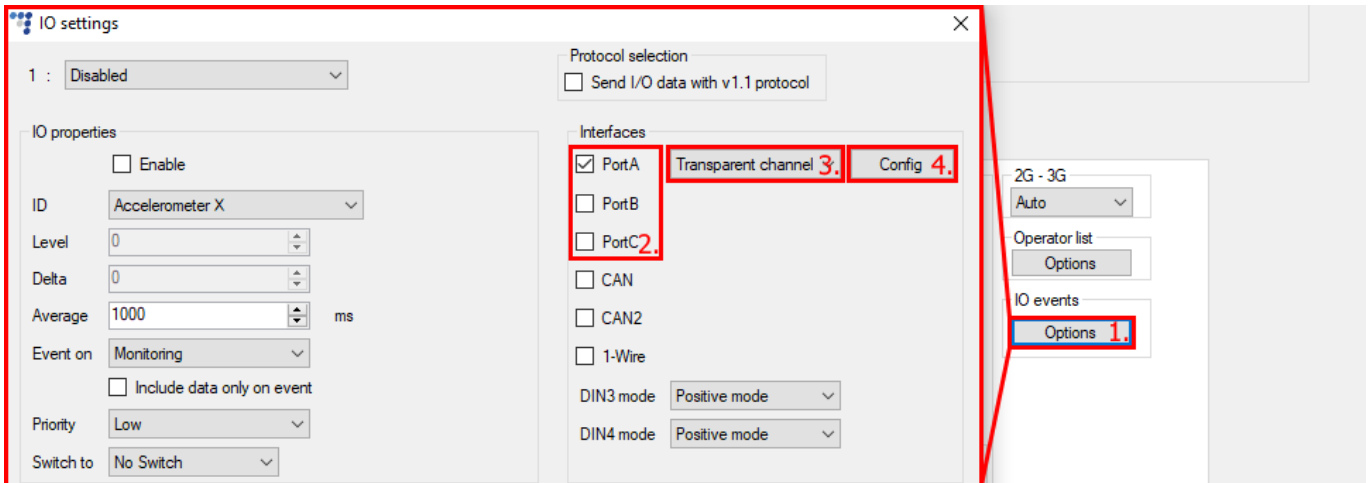 IO settings
1 :
Disabled
Protocol selection
Send I/O data with v1.1 protocol
IO properties
Enable
ID
Accelerometer X
Level
0
Delta
0
Average
1000
ms
Event on
Monitoring
Include data only on event
Priority
Low
Switch to
No Switch
Interfaces
PortA
Transparent channel
3.
Config
4.
PortB
PortC
2.
CAN
CAN2
1-Wire
DIN3 mode
Positive mode
DIN4 mode
Positive mode
2G - 3G
Auto
Operator list
Options
IO events
Options
1.